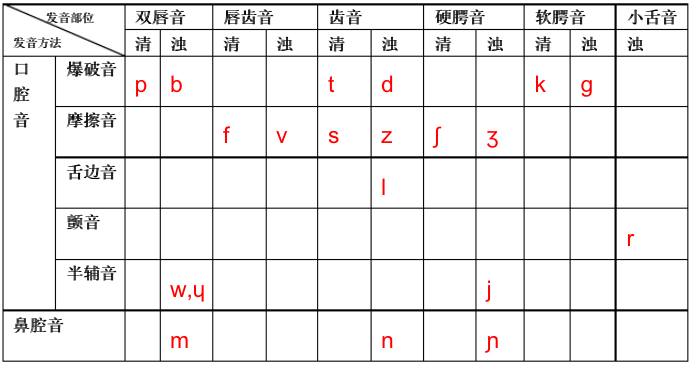 发音部位 双唇音 唇齿音 齿音 硬腭音 软腭音 小舌音
发音方法 清 浊 清 浊 清 浊 清 浊 清 浊 浊
口腔音 爆破音 p b t d k g
摩擦音 f v s z ʃ ʒ
舌边音 l
颤音 r
半辅音 w,ɥ j
鼻腔音 m n ɲ